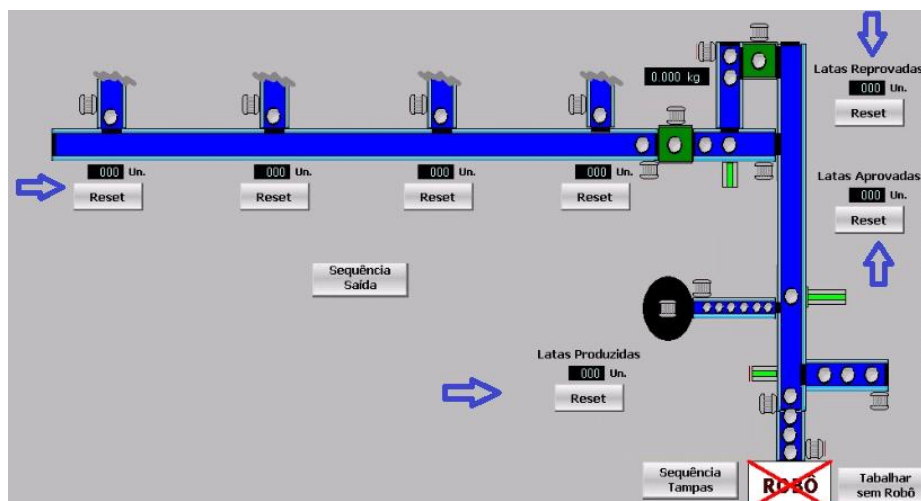 0.000 kg
Latas Reprovadas
000 Un.
Reset
000 Un.
000 Un.
000 Un.
000 Un.
Reset
Reset
Reset
Reset
Latas Aprovadas
000 Un.
Reset
Sequência
Saída
Latas Produzidas
000 Un.
Reset
Sequência
Tampas
ROBÔ
Tabalhar
sem Robô